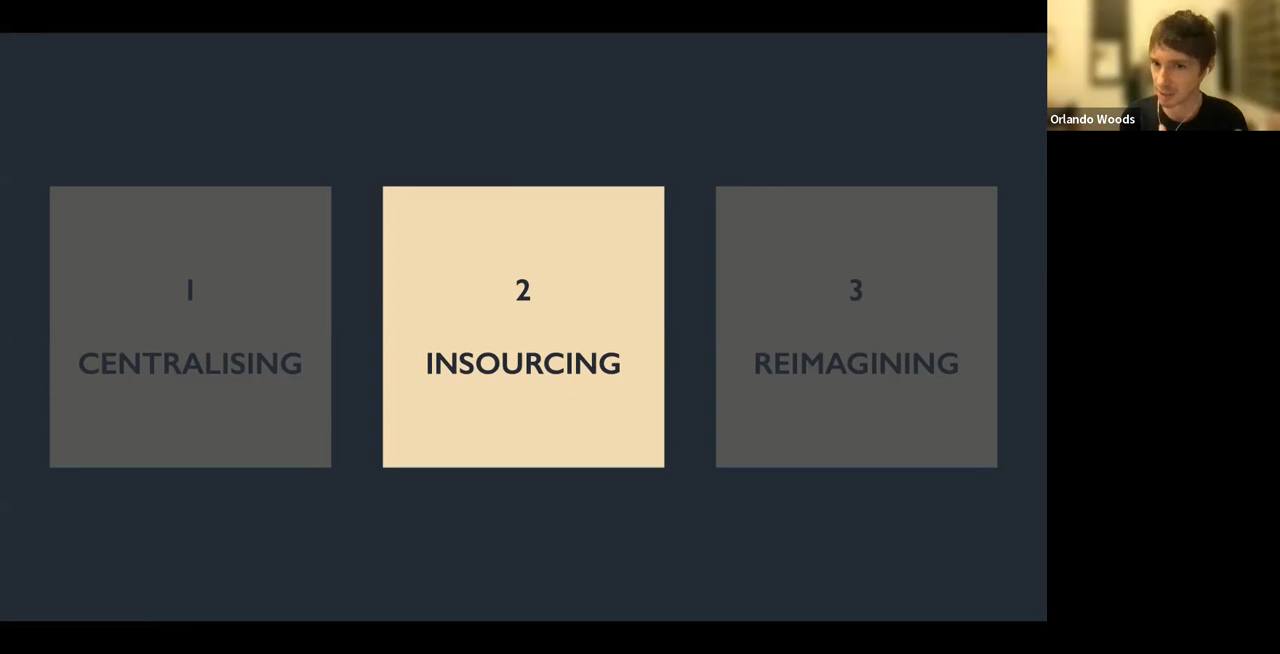 1
CENTRALISING
2
INSOURCING
3
REIMAGINING
Orlando Woods